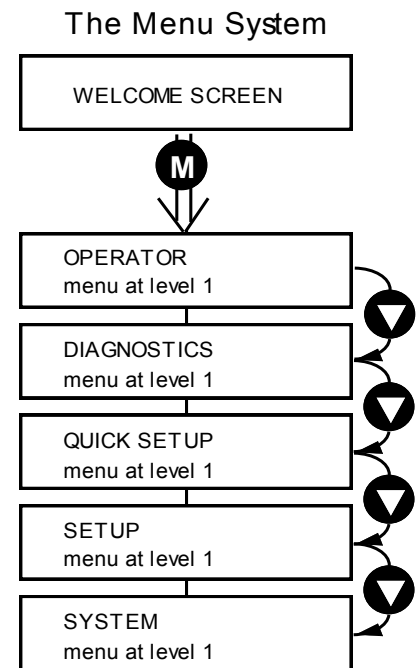 The Menu System
WELCOME SCREEN
M
OPERATOR
menu at level 1
DIAGNOSTICS
menu at level 1
QUICK SETUP
menu at level 1
SETUP
menu at level 1
SYSTEM
menu at level 1